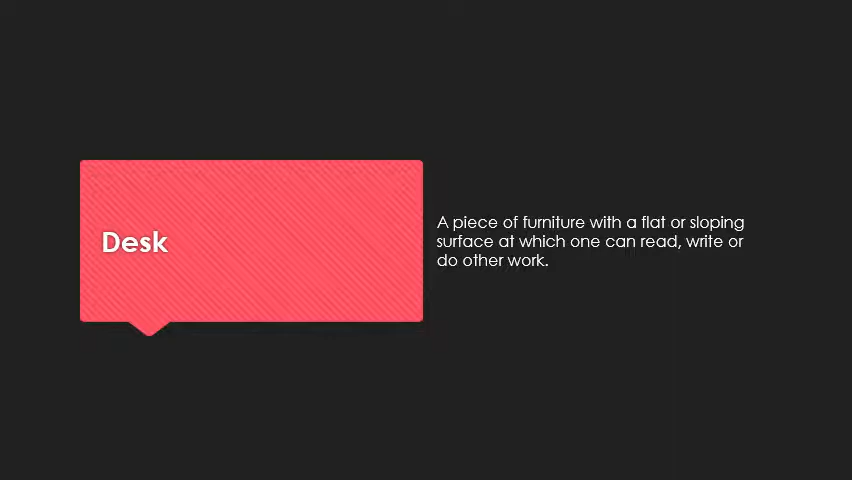 Desk
A piece of furniture with a flat or sloping
surface at which one can read, write or
do other work.